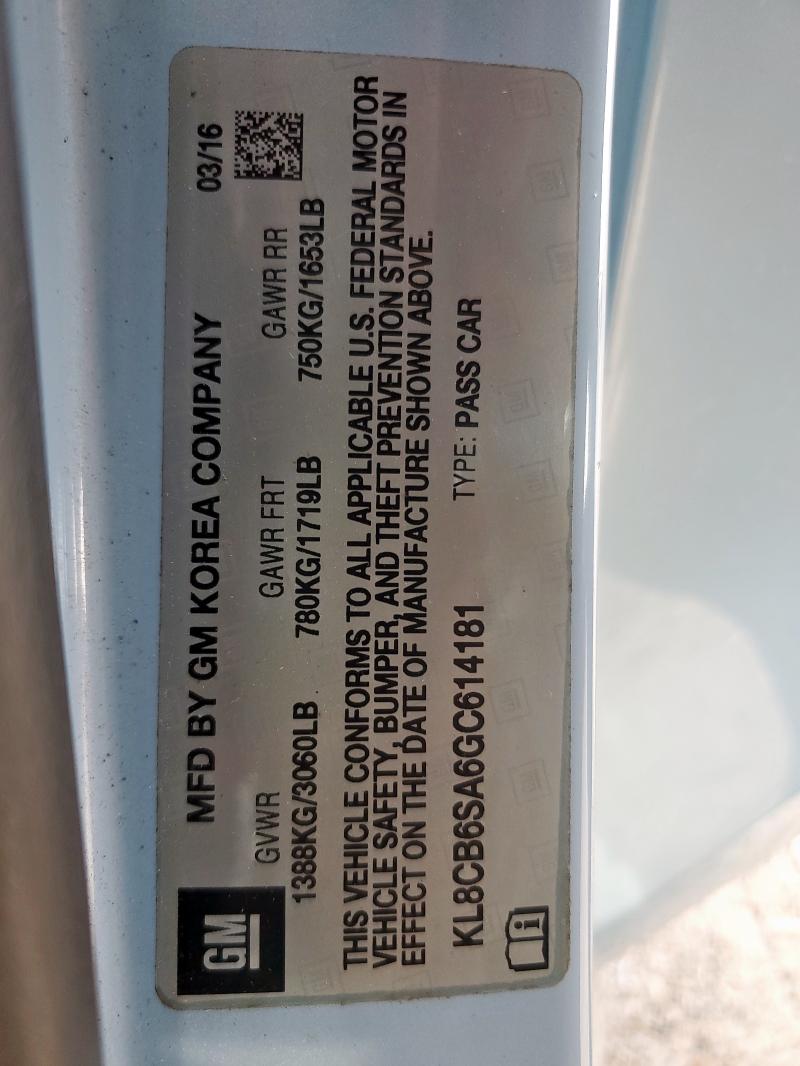 GM
MFD BY GM KOREA COMPANY 03/16
GVWR GAWR FRT GAWR RR
1388KG/3060LB 780KG/1719LB 750KG/1653LB
THIS VEHICLE CONFORMS TO ALL APPLICABLE U.S. FEDERAL MOTOR
VEHICLE SAFETY, BUMPER, AND THEFT PREVENTION STANDARDS IN
EFFECT ON THE DATE OF MANUFACTURE SHOWN ABOVE.
KL8CB6SA6GC614181 TYPE: PASS CAR